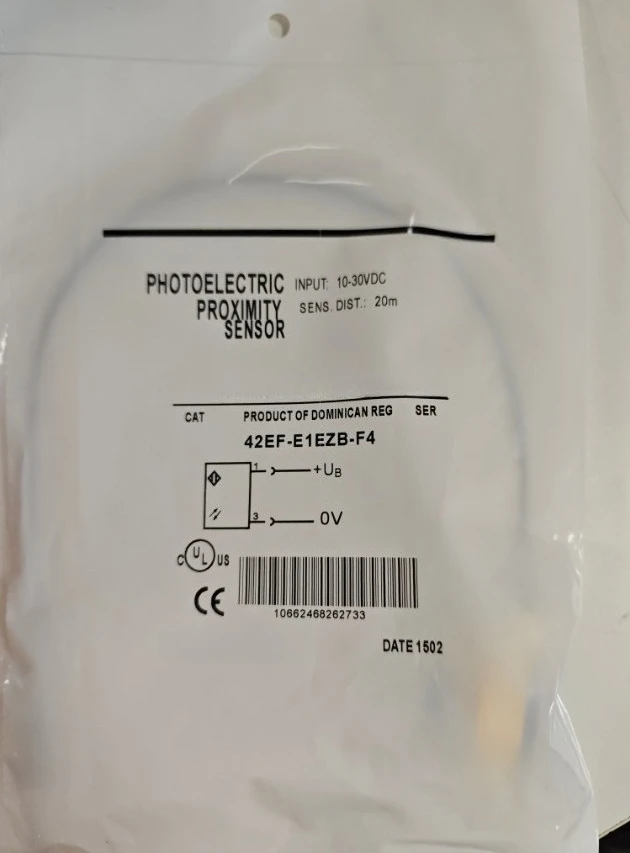 PHOTOELECTRIC INPUT: 10-30VDC
PROXIMITY SENS. DIST.: 20m
SENSOR
CAT PRODUCT OF DOMINICAN REG SER
42EF-E1EZB-F4
1 +UB
3 0V
C UL US
CE
10662468262733
DATE 1502